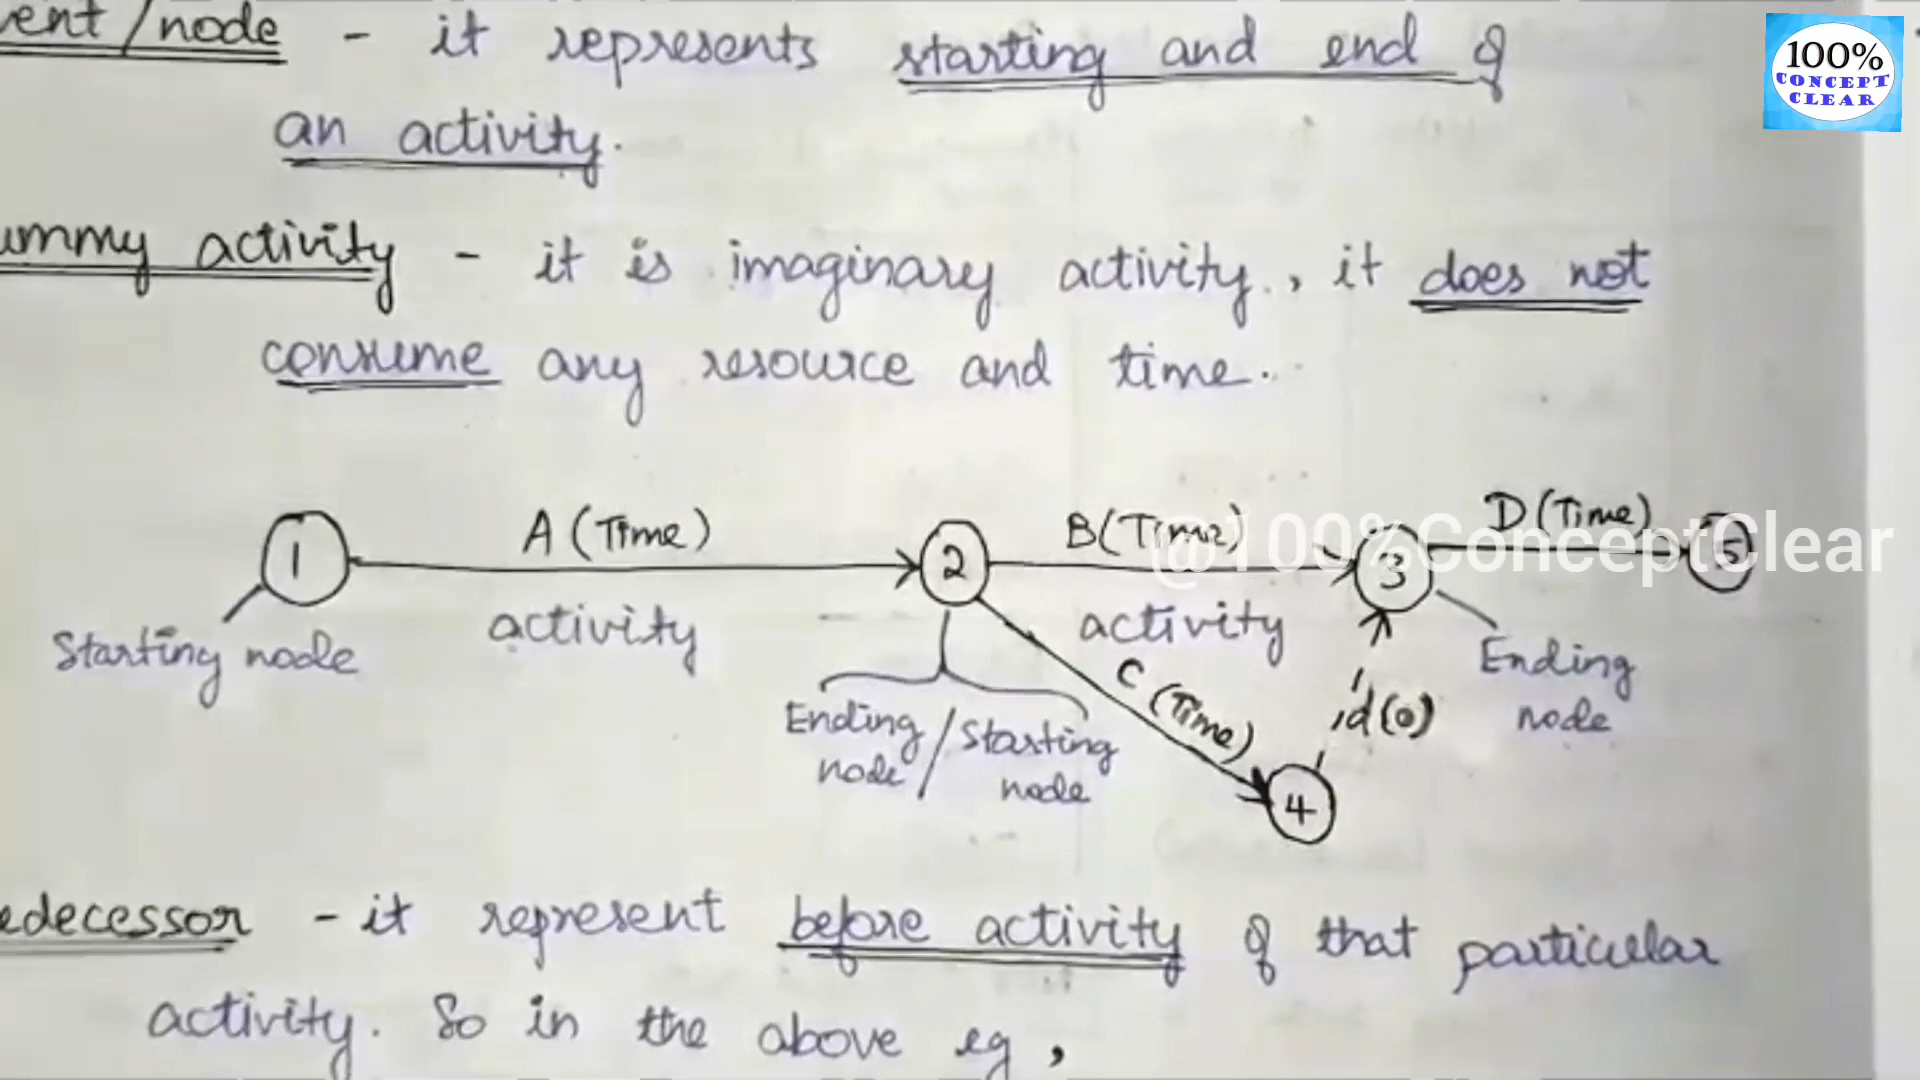 vent/node - it represents starting and end of
an activity.
ummy activity - it is imaginary activity, it does not
consume any resource and time.
A (Time)
B(Time)
D(Time)
1
2
3
5
@100%ConceptClear
activity
activity
Starting node
C (Time)
Ending node / Starting node
Ending
node
d(0)
4
edecessor - it represent before activity of that particular
activity. So in the above eg,
100%
CONCEPT
CLEAR